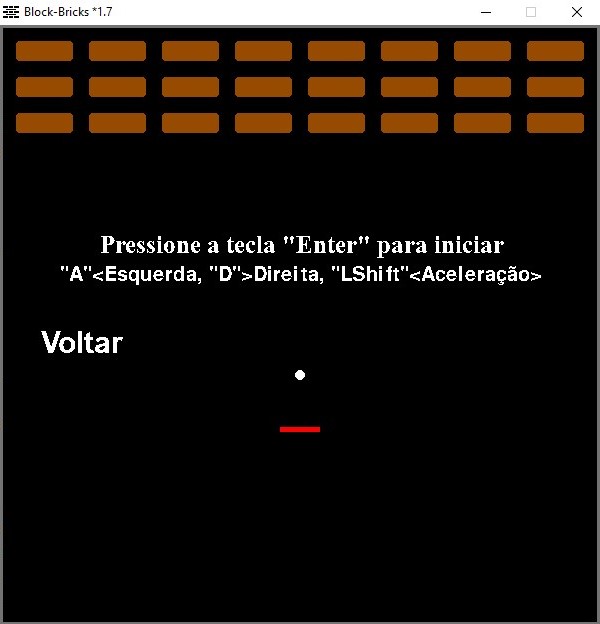 Block-Bricks *1.7
Pressione a tecla "Enter" para iniciar
"A"<Esquerda, "D">Direita, "LShift"<Aceleração>
Voltar